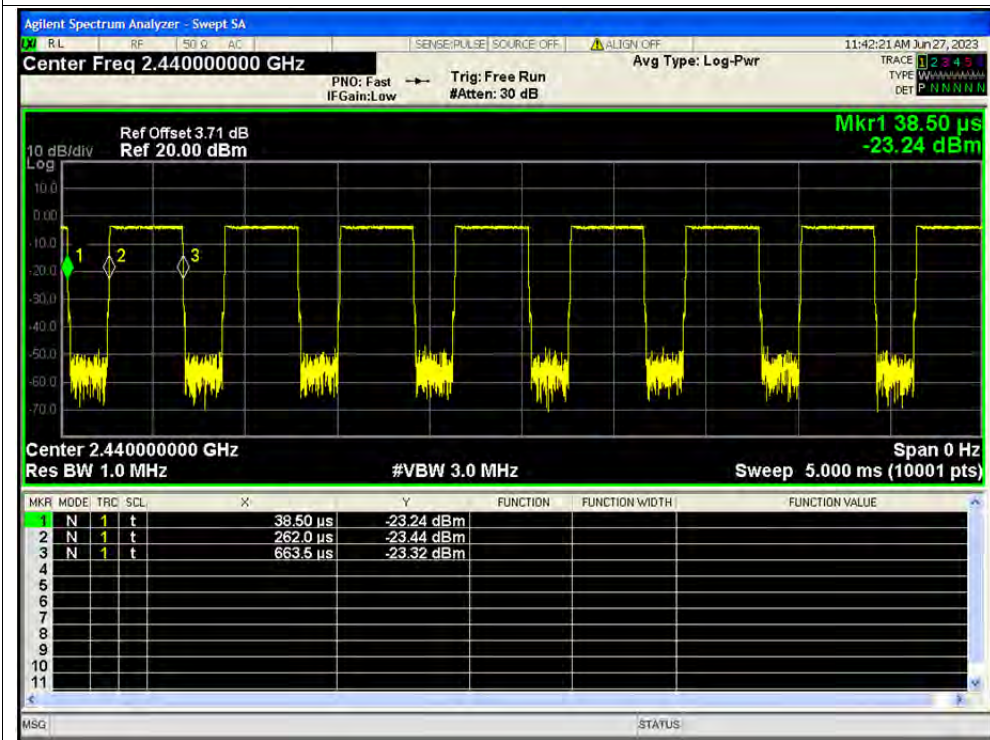 Agilent Spectrum Analyzer - Swept SA
LXI RL RF 50 Ω AC SENSE:PULSE SOURCE OFF ALIGN OFF 11:42:21 AM Jun 27, 2023
Center Freq 2.440000000 GHz
PNO: Fast
IFGain:Low
Trig: Free Run
#Atten: 30 dB
Avg Type: Log-Pwr
TRACE 1 2 3 4 5
TYPE W
DET P N N N N N
Mkr1 38.50 µs
-23.24 dBm
Ref Offset 3.71 dB
10 dB/div Ref 20.00 dBm
Log
10.0
0.00
-10.0
1 2 3
-20.0
-30.0
-40.0
-50.0
-60.0
-70.0
Center 2.440000000 GHz Span 0 Hz
Res BW 1.0 MHz #VBW 3.0 MHz Sweep 5.000 ms (10001 pts)
MKR MODE TRC SCL X Y FUNCTION FUNCTION WIDTH FUNCTION VALUE
1 N 1 t 38.50 µs -23.24 dBm
2 N 1 t 262.0 µs -23.44 dBm
3 N 1 t 663.5 µs -23.32 dBm
4
5
6
7
8
9
10
11
MSG STATUS